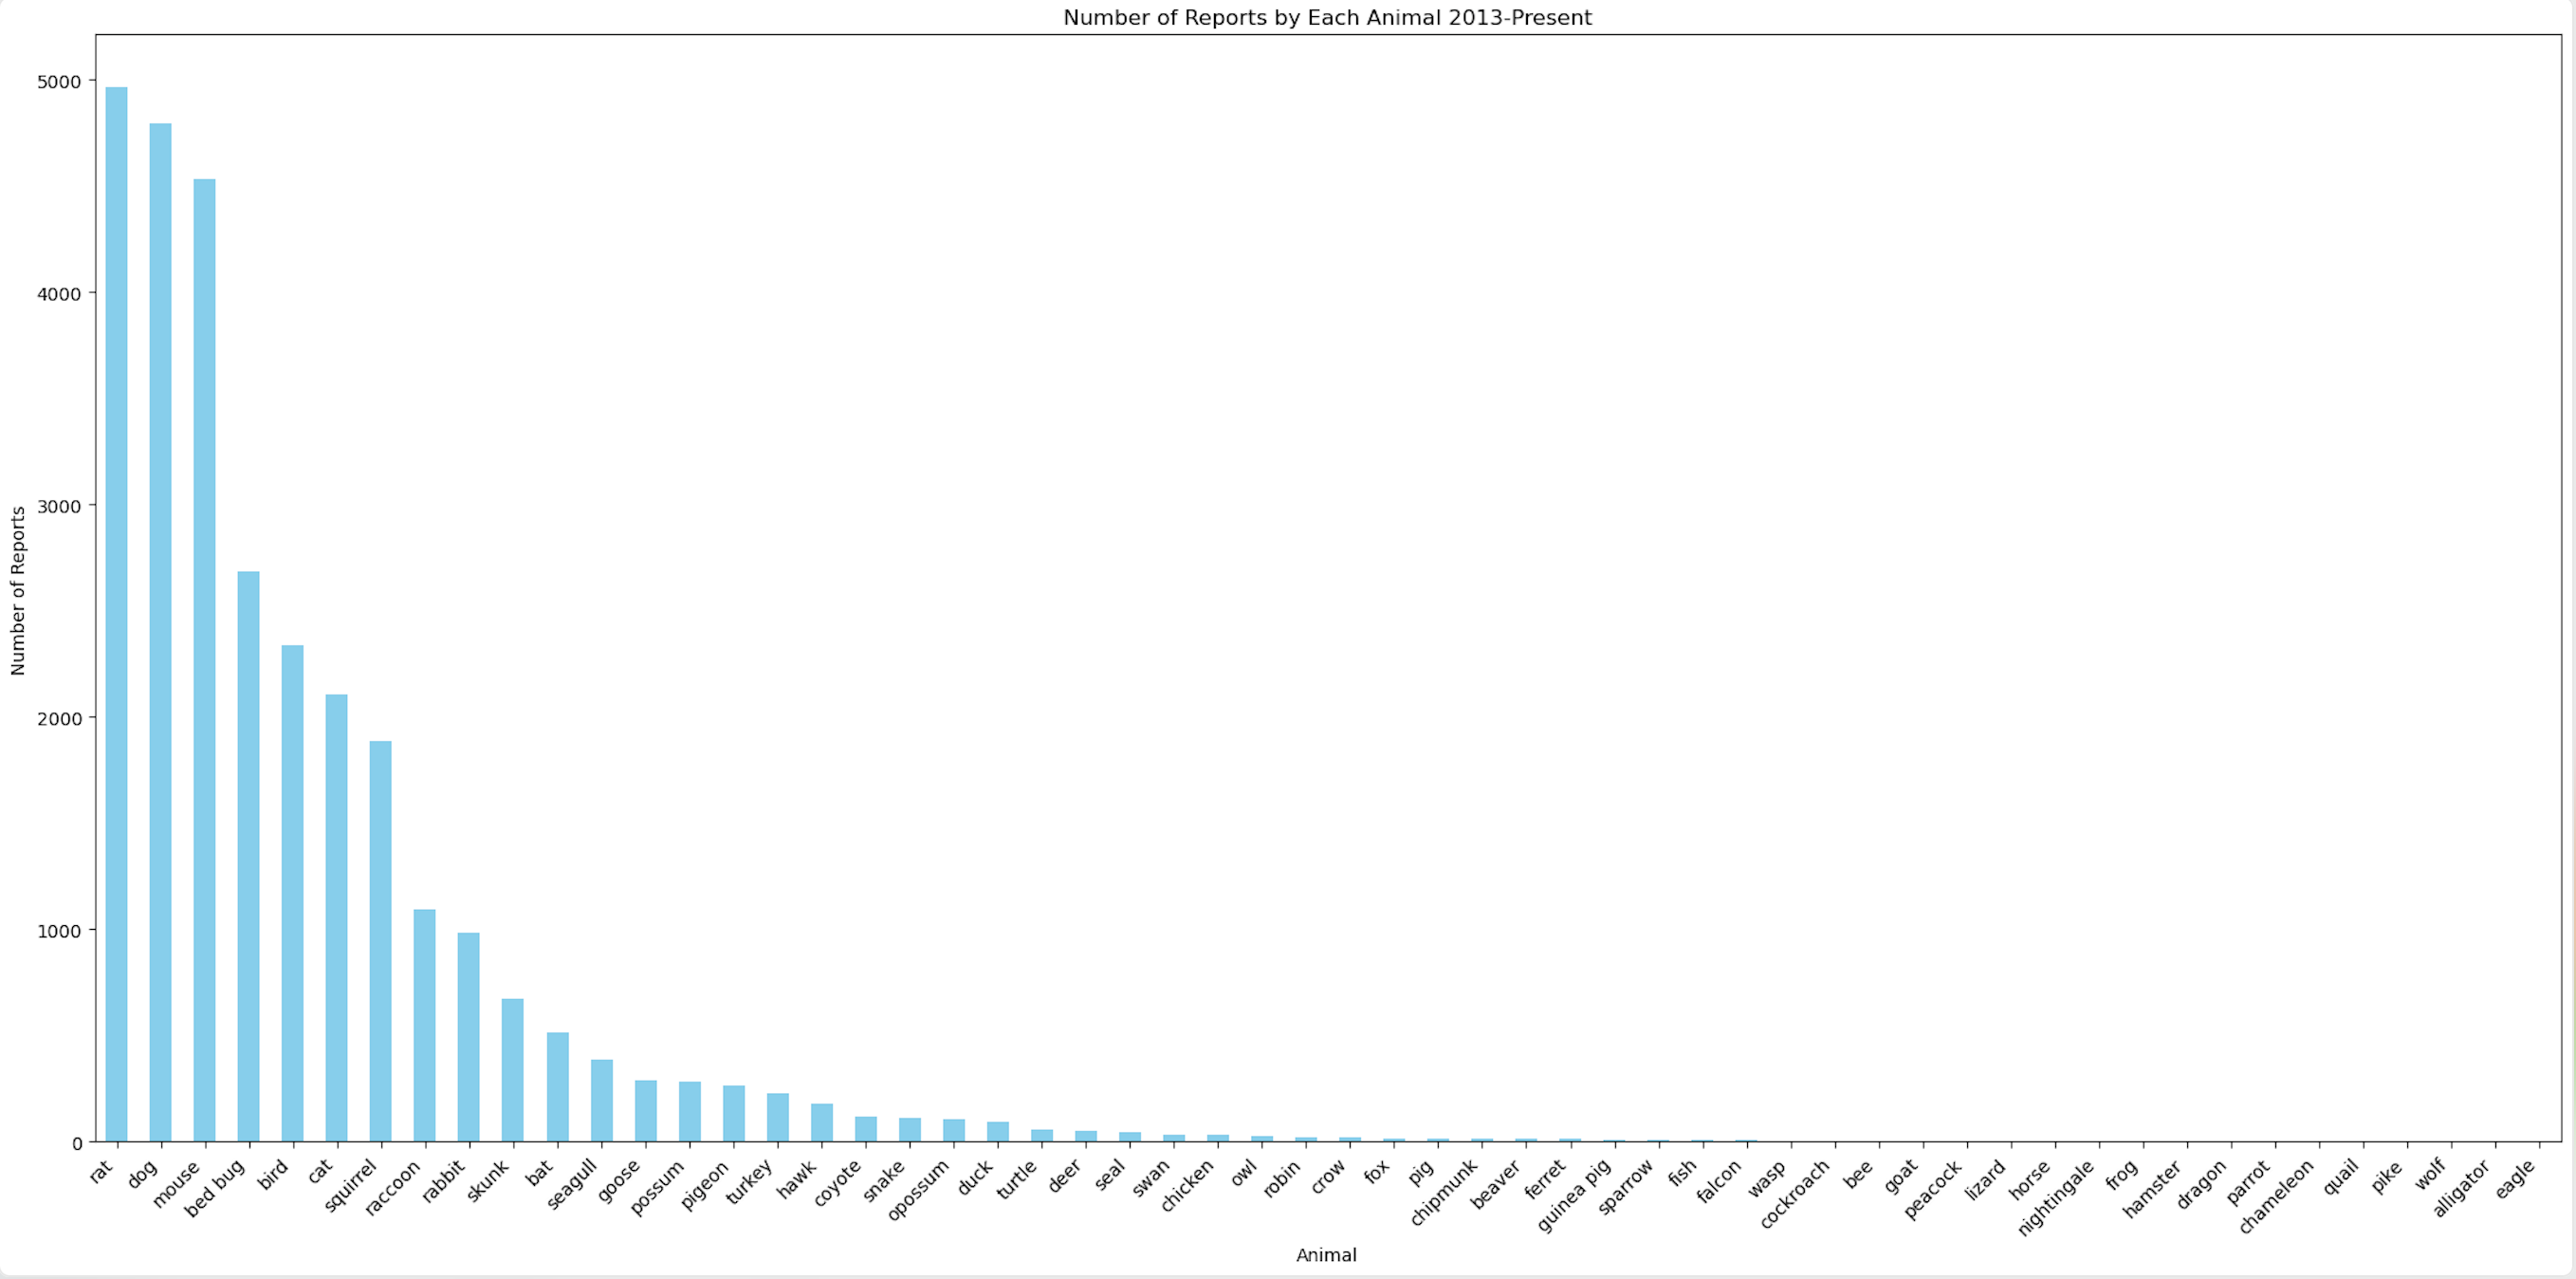 Number of Reports by Each Animal 2013-Present
Number of Reports
5000
4000
3000
2000
1000
0
rat
dog
mouse
bed bug
bird
cat
squirrel
raccoon
rabbit
skunk
bat
seagull
goose
possum
pigeon
turkey
hawk
coyote
snake
opossum
duck
turtle
deer
seal
swan
chicken
owl
robin
crow
fox
pig
chipmunk
beaver
ferret
guinea pig
sparrow
fish
falcon
wasp
cockroach
bee
goat
peacock
lizard
horse
nightingale
frog
hamster
dragon
parrot
chameleon
quail
pike
wolf
alligator
eagle
Animal